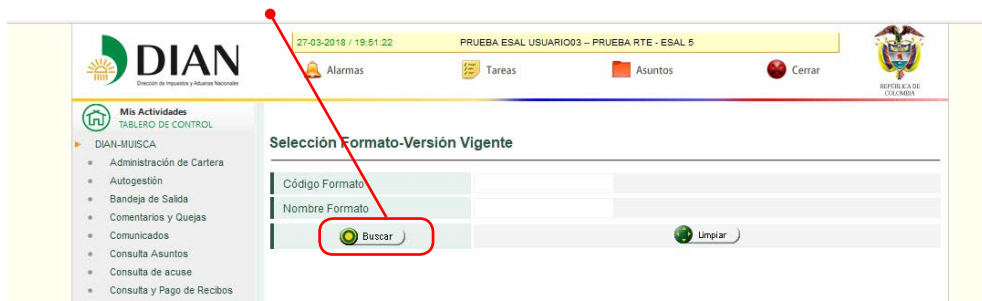 27-03-2018 / 19:51:22 PRUEBA ESAL USUARIO03 -- PRUEBA RTE - ESAL 5
DIAN
Dirección de Impuestos y Aduanas Nacionales
Alarmas Tareas Asuntos Cerrar
REPÚBLICA DE
COLOMBIA
Mis Actividades
TABLERO DE CONTROL
DIAN-MUISCA
Administración de Cartera
Autogestión
Bandeja de Salida
Comentarios y Quejas
Comunicados
Consulta Asuntos
Consulta de acuse
Consulta y Pago de Recibos
Selección Formato-Versión Vigente
Código Formato
Nombre Formato
Buscar Limpiar